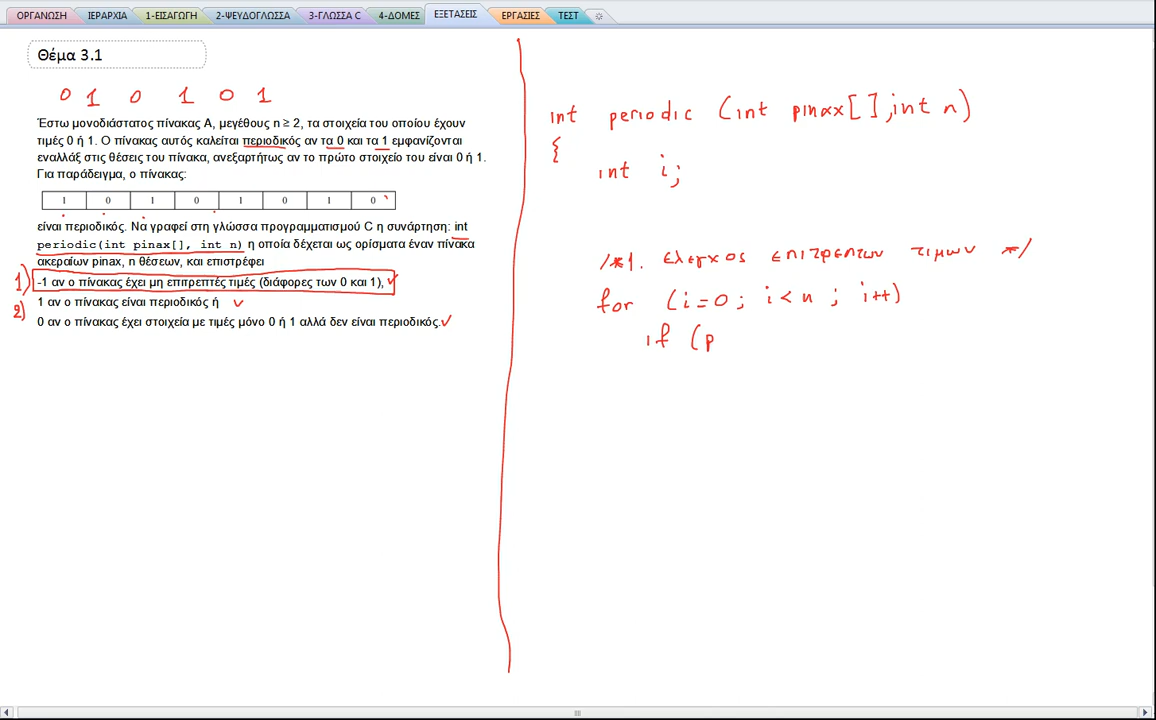 ΟΡΓΑΝΩΣΗ ΙΕΡΑΡΧΙΑ 1-ΕΙΣΑΓΩΓΗ 2-ΨΕΥΔΟΓΛΩΣΣΑ 3-ΓΛΩΣΣΑ C 4-ΔΟΜΕΣ ΕΞΕΤΑΣΕΙΣ ΕΡΓΑΣΙΕΣ ΤΕΣΤ
Θέμα 3.1
0 1 0 1 0 1
Έστω μονοδιάστατος πίνακας Α, μεγέθους n ≥ 2, τα στοιχεία του οποίου έχουν
τιμές 0 ή 1. Ο πίνακας αυτός καλείται περιοδικός αν τα 0 και τα 1 εμφανίζονται
εναλλάξ στις θέσεις του πίνακα, ανεξαρτήτως αν το πρώτο στοιχείο του είναι 0 ή 1.
Για παράδειγμα, ο πίνακας:
1 0 1 0 1 0 1 0
είναι περιοδικός. Να γραφεί στη γλώσσα προγραμματισμού C η συνάρτηση: int
periodic(int pinax[], int n) η οποία δέχεται ως ορίσματα έναν πίνακα
ακεραίων pinax, n θέσεων, και επιστρέφει
1) -1 αν ο πίνακας έχει μη επιτρεπτές τιμές (διάφορες των 0 και 1),
2) 1 αν ο πίνακας είναι περιοδικός ή
0 αν ο πίνακας έχει στοιχεία με τιμές μόνο 0 ή 1 αλλά δεν είναι περιοδικός.
int periodic (int pinax[],int n)
{
int i;
/*1. ελεγχος επιτρεπτων τιμων */
for (i=0; i<n; i++)
if (p